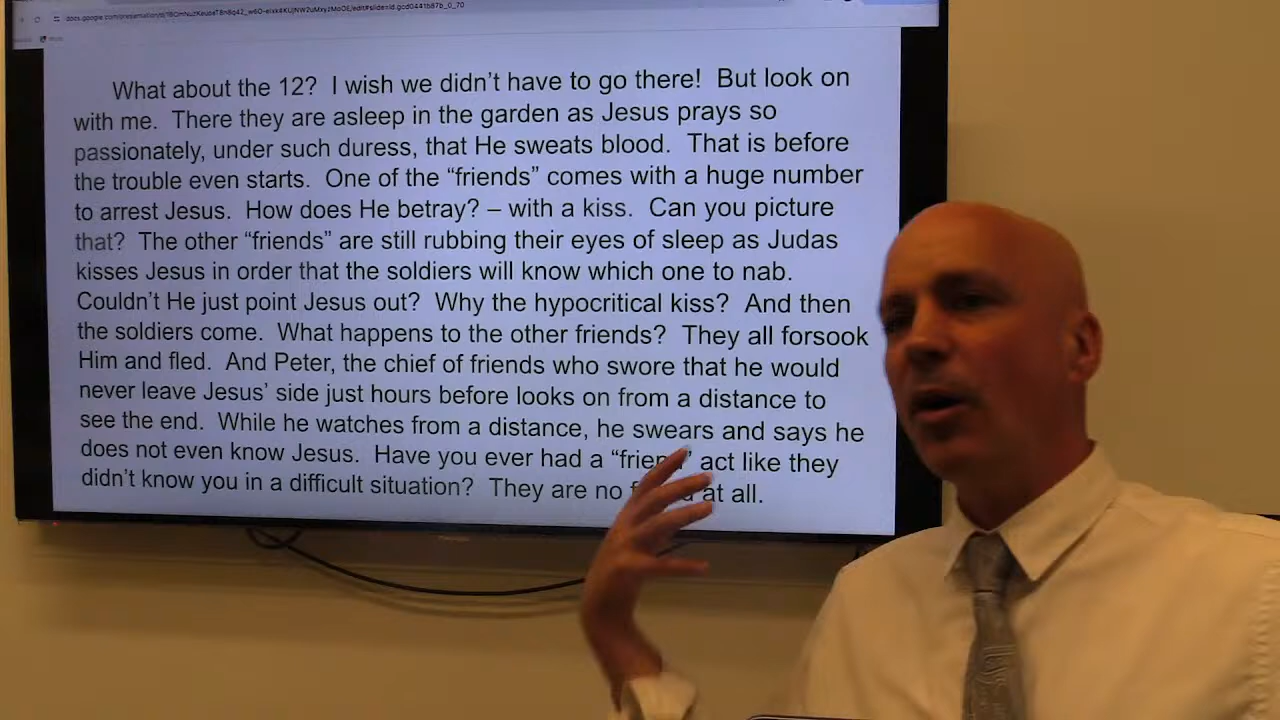 What about the 12? I wish we didn't have to go there! But look on
with me. There they are asleep in the garden as Jesus prays so
passionately, under such duress, that He sweats blood. That is before
the trouble even starts. One of the “friends” comes with a huge number
to arrest Jesus. How does He betray? – with a kiss. Can you picture
that? The other “friends” are still rubbing their eyes of sleep as Judas
kisses Jesus in order that the soldiers will know which one to nab.
Couldn't He just point Jesus out? Why the hypocritical kiss? And then
the soldiers come. What happens to the other friends? They all forsook
Him and fled. And Peter, the chief of friends who swore that he would
never leave Jesus' side just hours before looks on from a distance to
see the end. While he watches from a distance, he swears and says he
does not even know Jesus. Have you ever had a “frien ” act like they
didn't know you in a difficult situation? They are no at all.